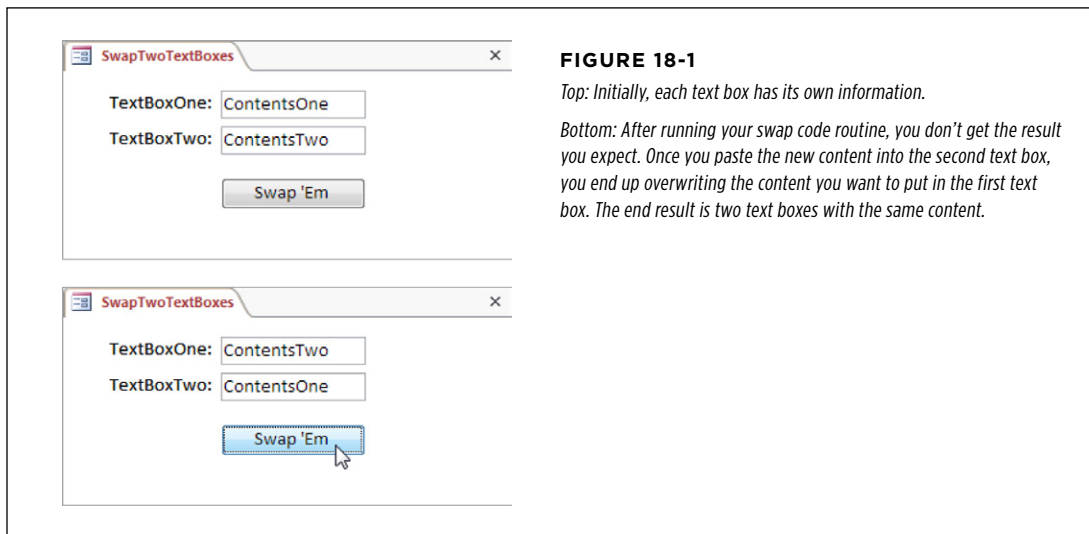 SwapTwoTextBoxes ×
TextBoxOne: ContentsOne
TextBoxTwo: ContentsTwo
Swap 'Em
SwapTwoTextBoxes ×
TextBoxOne: ContentsTwo
TextBoxTwo: ContentsOne
Swap 'Em
FIGURE 18-1
Top: Initially, each text box has its own information.
Bottom: After running your swap code routine, you don't get the result
you expect. Once you paste the new content into the second text box,
you end up overwriting the content you want to put in the first text
box. The end result is two text boxes with the same content.